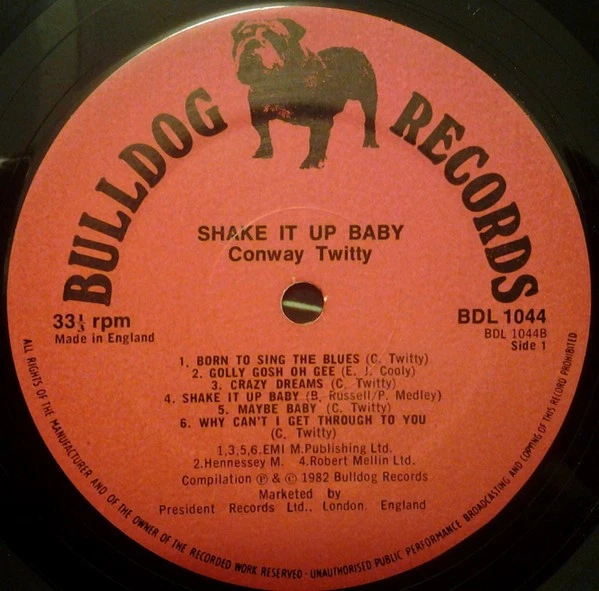 BULLDOG RECORDS
SHAKE IT UP BABY
Conway Twitty
33⅓ rpm
Made in England
BDL 1044
BDL 1044B
Side 1
1. BORN TO SING THE BLUES (C. Twitty)
2. GOLLY GOSH OH GEE (E. J. Cooly)
3. CRAZY DREAMS (C. Twitty)
4. SHAKE IT UP BABY (B. Russell/P. Medley)
5. MAYBE BABY (C. Twitty)
6. WHY CAN'T I GET THROUGH TO YOU
(C. Twitty)
1,3,5,6.EMI M.Publishing Ltd.
2.Hennessey M. 4.Robert Mellin Ltd.
Compilation ℗ & © 1982 Bulldog Records
Marketed by
President Records Ltd., London, England
ALL RIGHTS OF THE MANUFACTURER AND OF THE OWNER OF THE RECORDED WORK RESERVED - UNAUTHORISED PUBLIC PERFORMANCE BROADCASTING AND COPYING OF THIS RECORD PROHIBITED